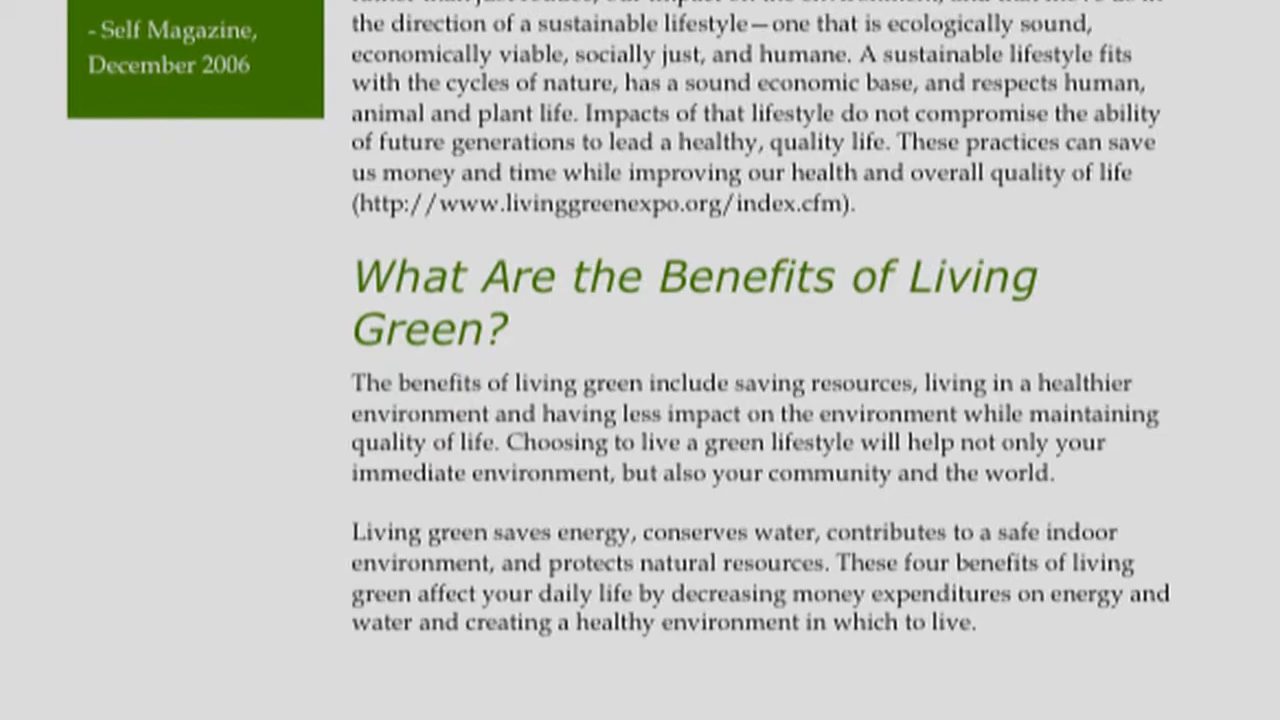 - Self Magazine,
December 2006
the direction of a sustainable lifestyle—one that is ecologically sound,
economically viable, socially just, and humane. A sustainable lifestyle fits
with the cycles of nature, has a sound economic base, and respects human,
animal and plant life. Impacts of that lifestyle do not compromise the ability
of future generations to lead a healthy, quality life. These practices can save
us money and time while improving our health and overall quality of life
(http://www.livinggreenexpo.org/index.cfm).
What Are the Benefits of Living
Green?
The benefits of living green include saving resources, living in a healthier
environment and having less impact on the environment while maintaining
quality of life. Choosing to live a green lifestyle will help not only your
immediate environment, but also your community and the world.
Living green saves energy, conserves water, contributes to a safe indoor
environment, and protects natural resources. These four benefits of living
green affect your daily life by decreasing money expenditures on energy and
water and creating a healthy environment in which to live.